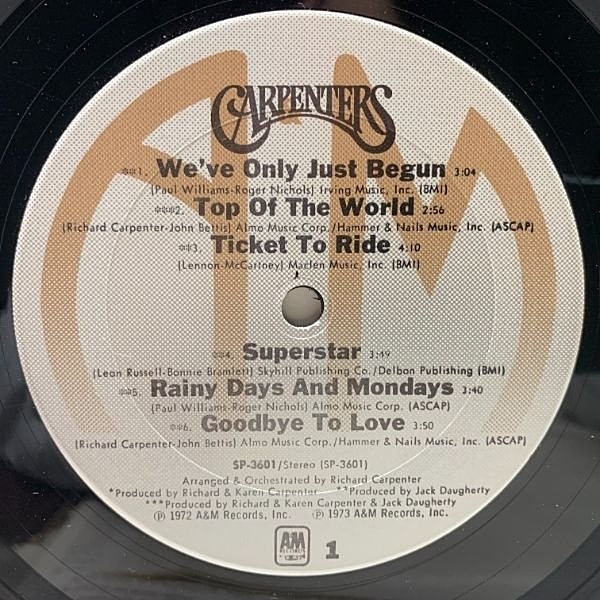 CARPENTERS
**1. We've Only Just Begun 3:04
(Paul Williams-Roger Nichols) Irving Music, Inc. (BMI)
***2. Top Of The World 2:56
(Richard Carpenter-John Bettis) Almo Music Corp./Hammer & Nails Music, Inc. (ASCAP)
**3. Ticket To Ride 4:10
(Lennon-McCartney) Maclen Music, Inc. (BMI)
**4. Superstar 3:49
(Leon Russell-Bonnie Bramlett) Skyhill Publishing Co./Delbon Publishing (BMI)
**5. Rainy Days And Mondays 3:40
(Paul Williams-Roger Nichols) Almo Music Corp. (ASCAP)
**6. Goodbye To Love 3:50
(Richard Carpenter-John Bettis) Almo Music Corp./Hammer & Nails Music, Inc. (ASCAP)
SP-3601/Stereo (SP-3601)
Arranged & Orchestrated by Richard Carpenter
*Produced by Richard & Karen Carpenter **Produced by Jack Daugherty
***Produced by Richard & Karen Carpenter & Jack Daugherty
℗ 1972 A&M Records, Inc. ℗ 1973 A&M Records, Inc.
A&M
RECORDS
1